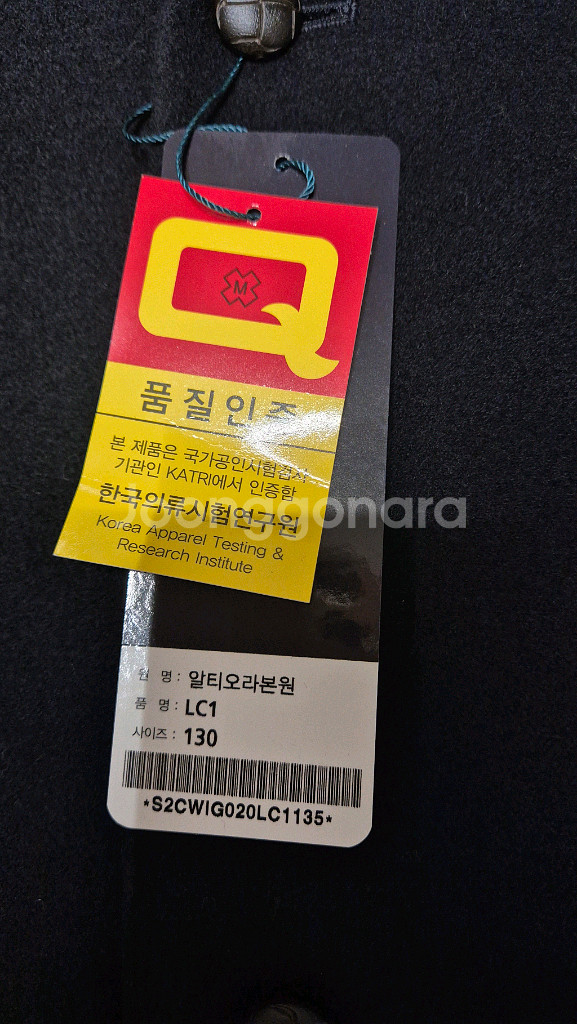 M
품질인증
본 제품은 국가공인시험검사
기관인 KATRI에서 인증함
한국의류시험연구원
Korea Apparel Testing &
Research Institute
joonggonara
원 명 : 알티오라본원
품 명 : LC1
사이즈 : 130
*S2CWIG020LC1135*